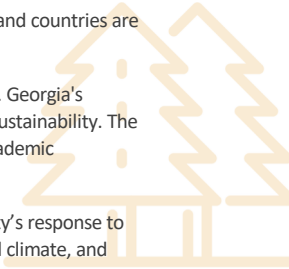 and countries are
Georgia's
ustainability. The
ademic
y's response to
l climate, and